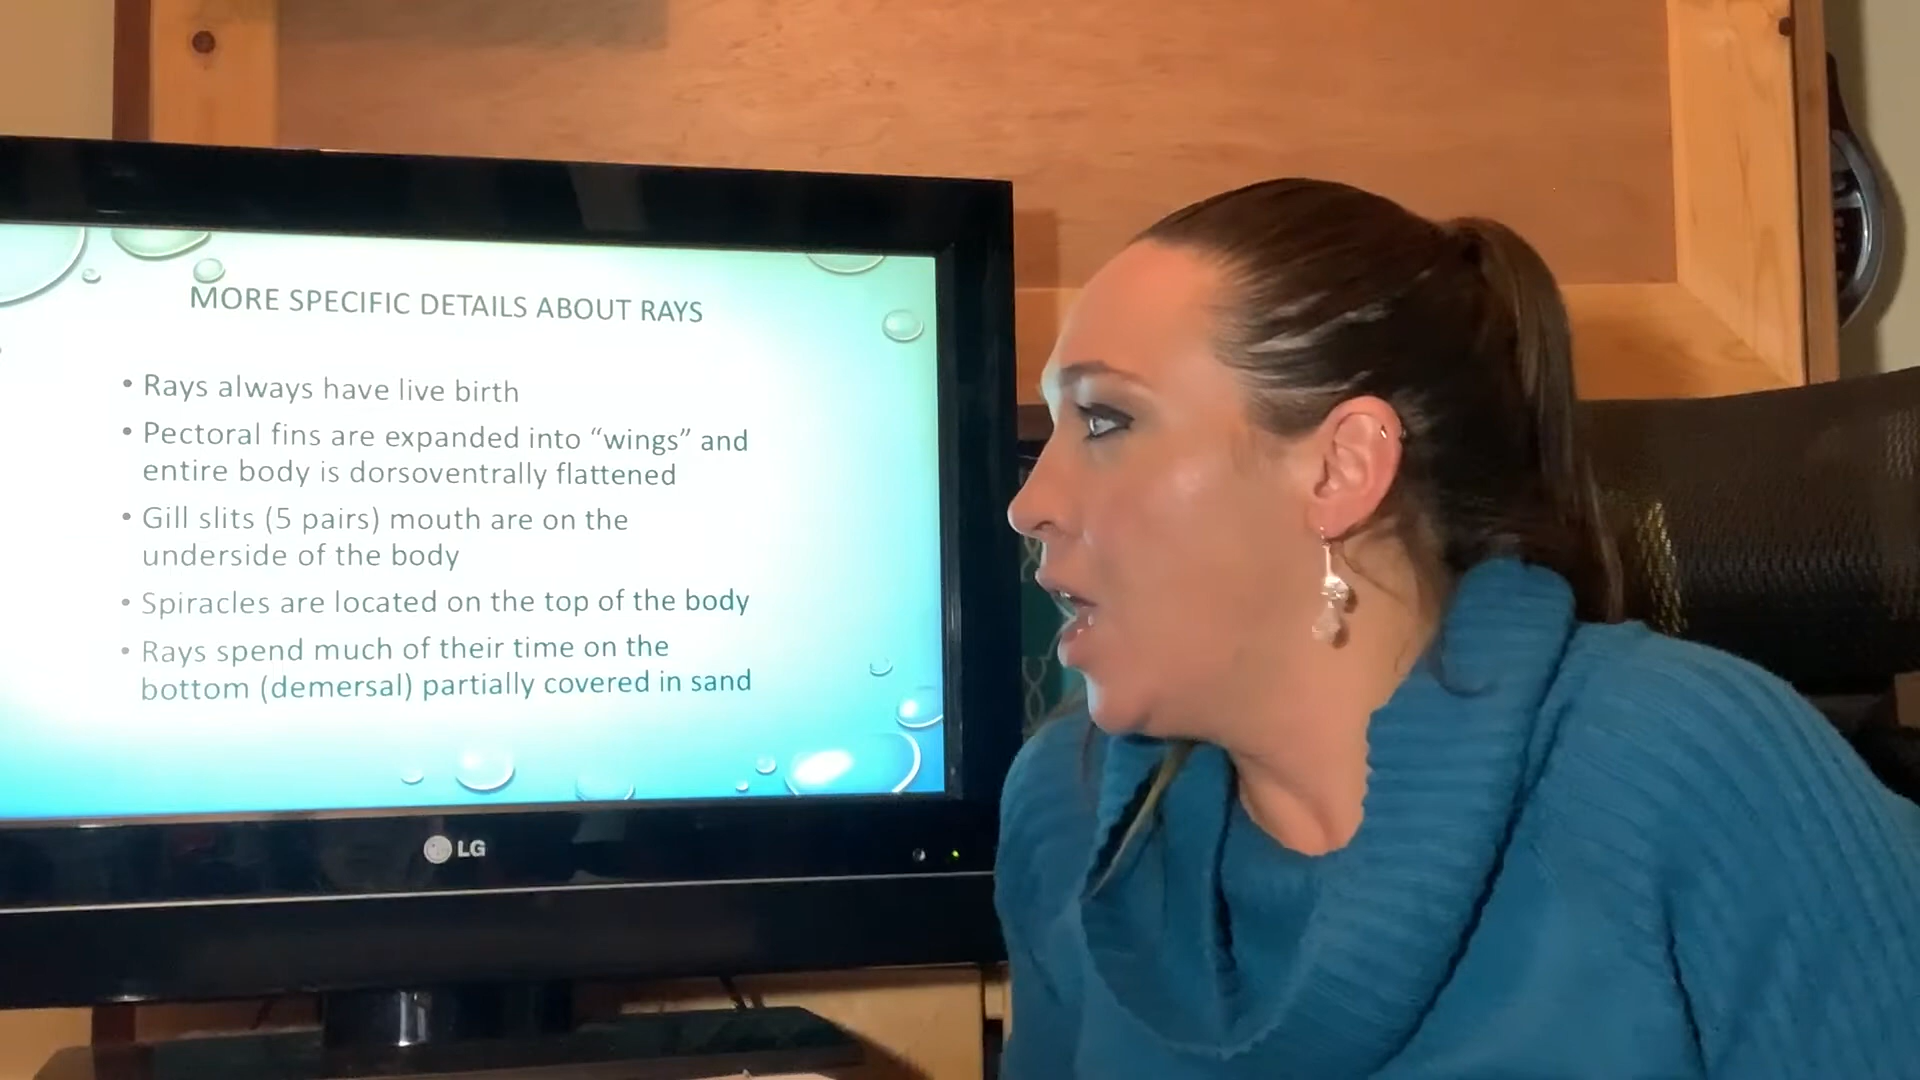 MORE SPECIFIC DETAILS ABOUT RAYS
• Rays always have live birth
• Pectoral fins are expanded into “wings” and
entire body is dorsoventrally flattened
• Gill slits (5 pairs) mouth are on the
underside of the body
• Spiracles are located on the top of the body
• Rays spend much of their time on the
bottom (demersal) partially covered in sand
LG